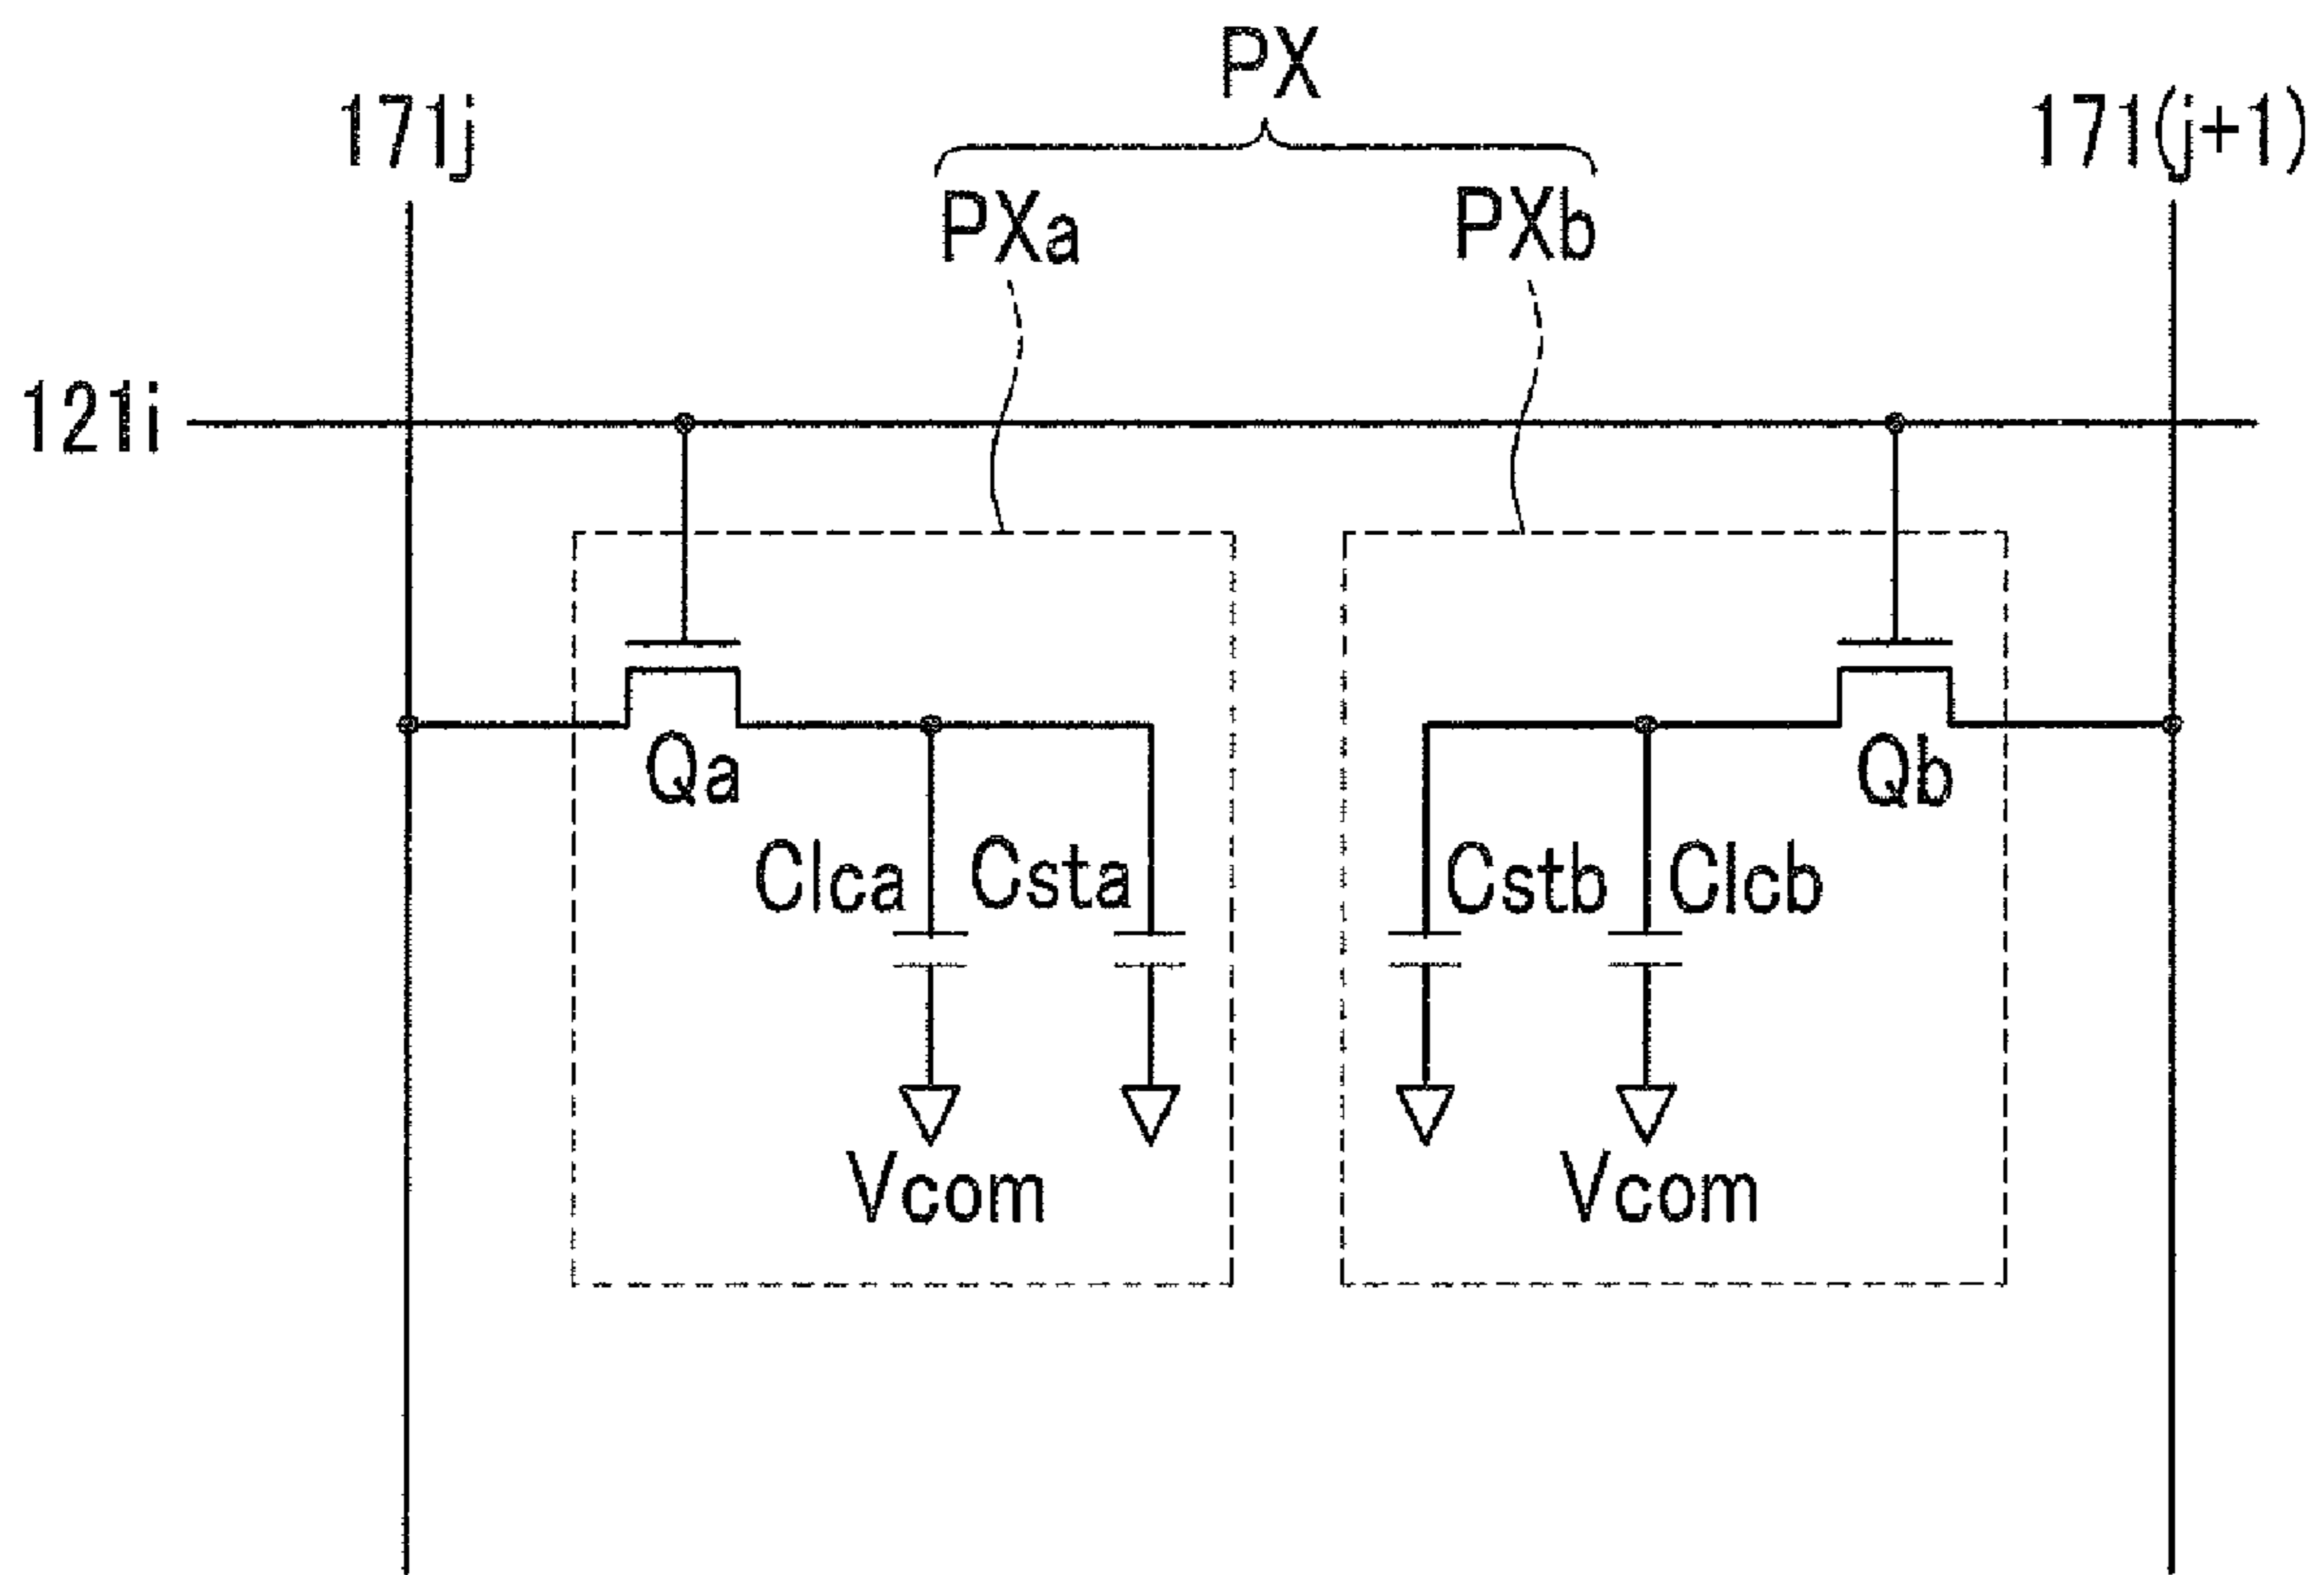 PX
171j
171(j+1)
PXa
PXb
121i
Qa
Qb
Clca
Csta
Cstb
Clcb
Vcom
Vcom